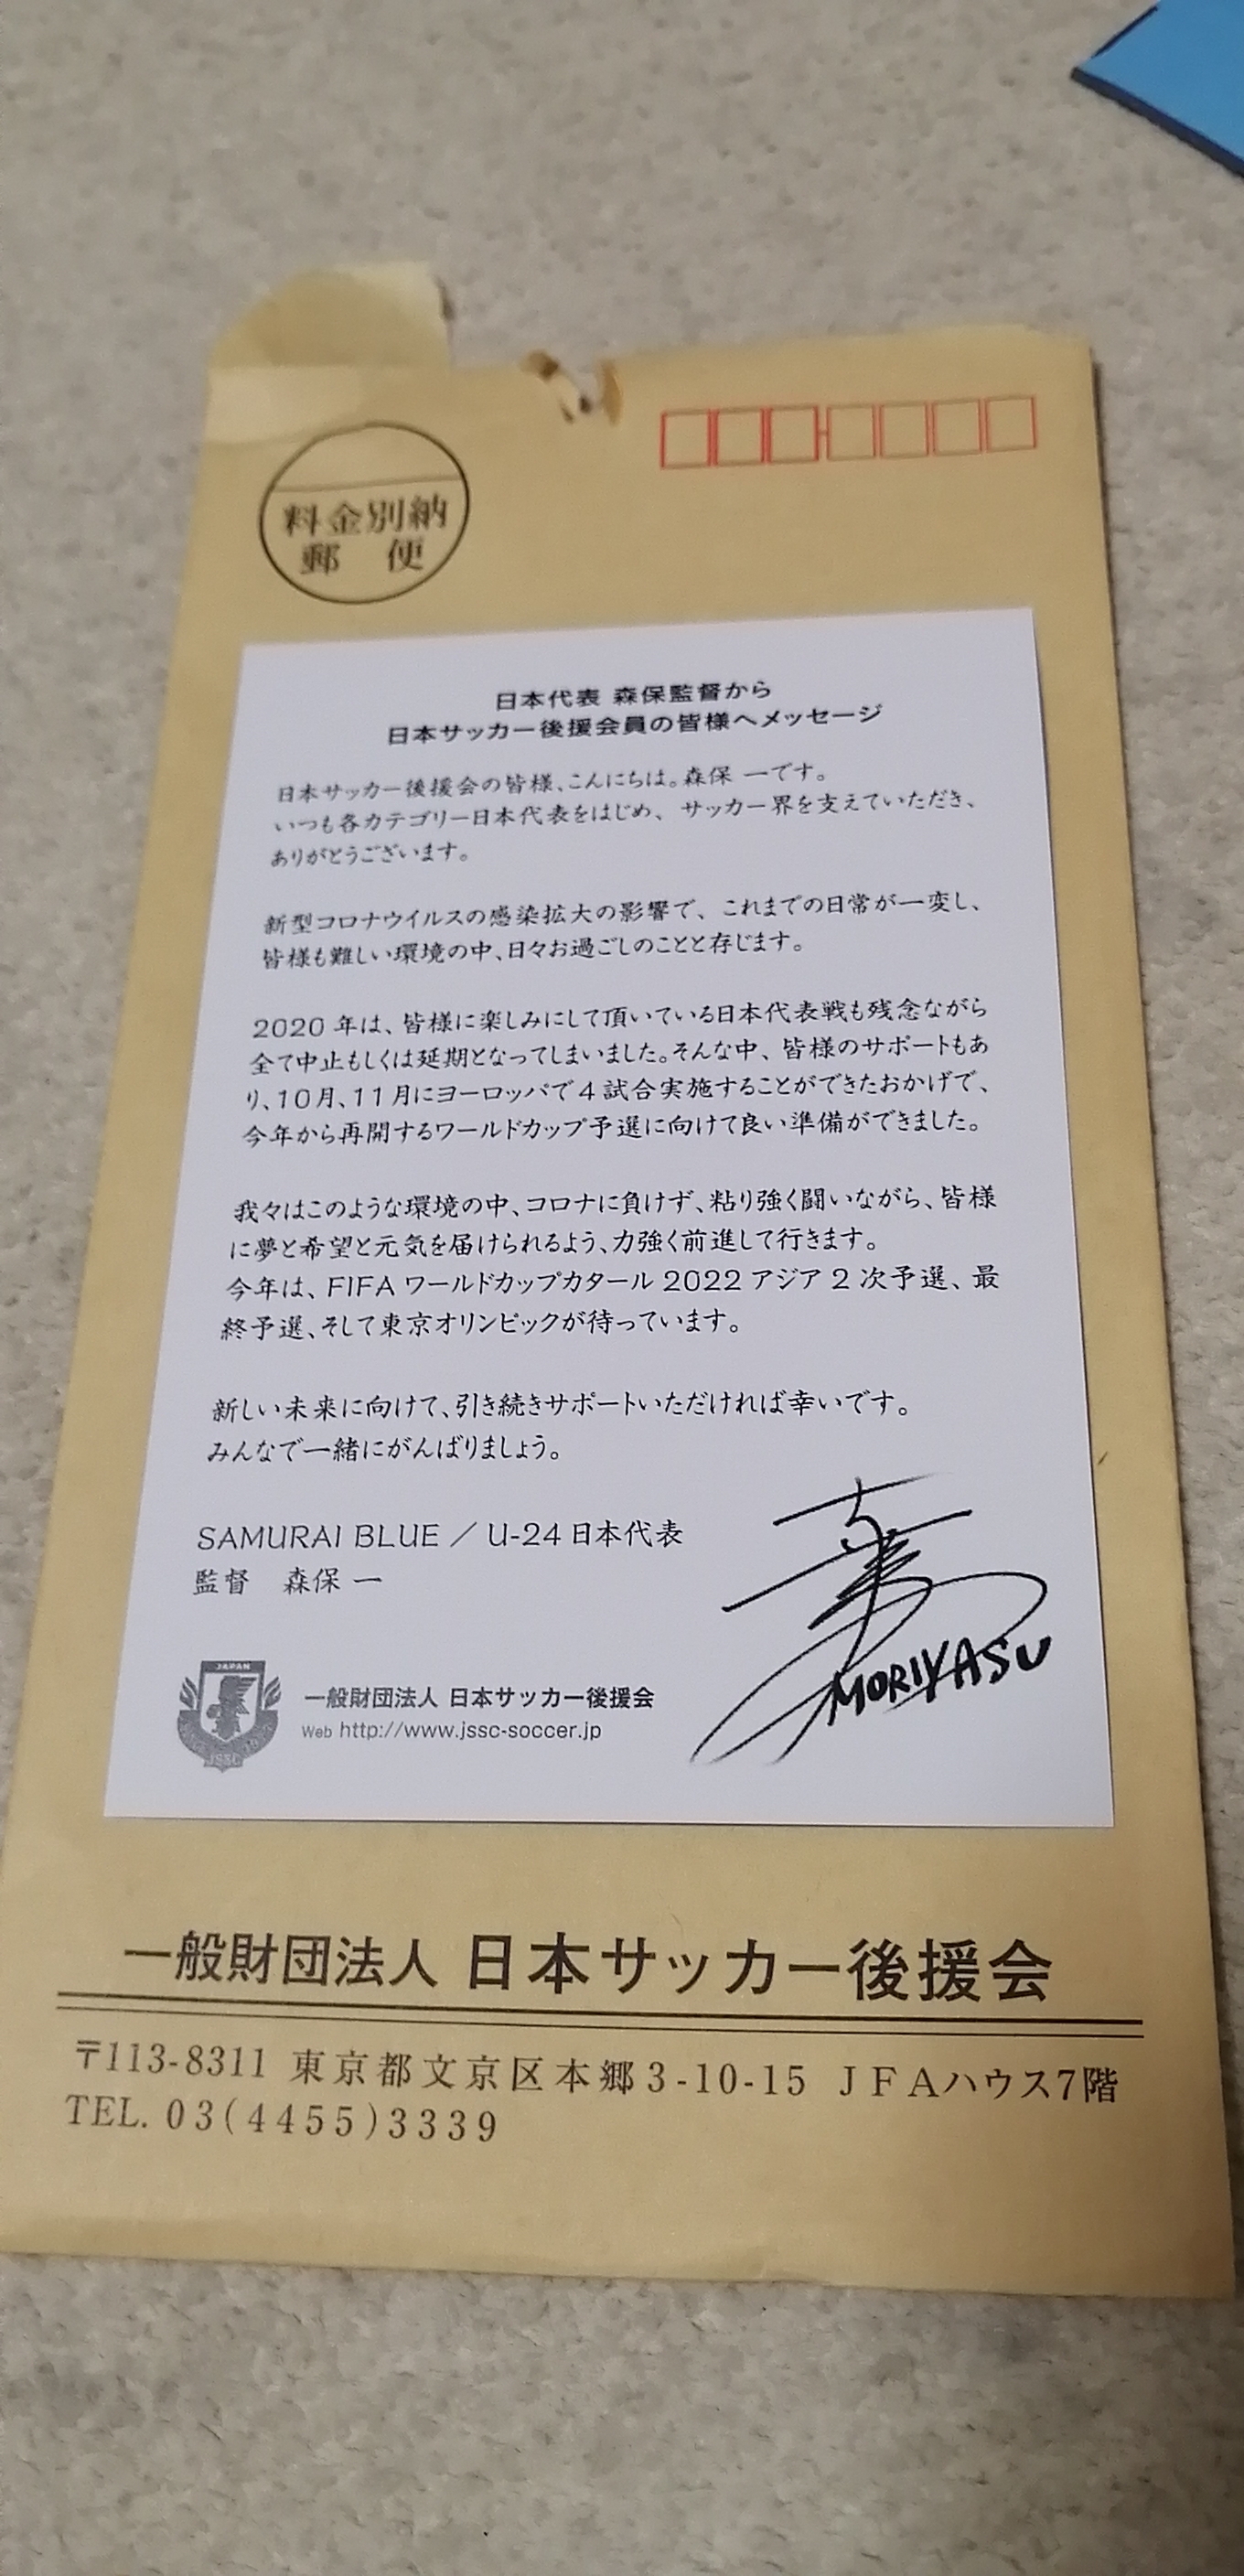 料金別納
郵 便
日本代表 森保監督から
日本サッカー後援会員の皆様へメッセージ
日本サッカー後援会の皆様、こんにちは。森保 一です。
いつも各カテゴリー日本代表をはじめ、サッカー界を支えていただき、
ありがとうございます。
新型コロナウイルスの感染拡大の影響で、これまでの日常が一変し、
皆様も難しい環境の中、日々お過ごしのことと存じます。
2020 年は、皆様に楽しみにして頂いている日本代表戦も残念ながら
全て中止もしくは延期となってしまいました。そんな中、皆様のサポートもあ
り、10月、11月にヨーロッパで4試合実施することができたおかげで、
今年から再開するワールドカップ予選に向けて良い準備ができました。
我々はこのような環境の中、コロナに負けず、粘り強く闘いながら、皆様
に夢と希望と元気を届けられるよう、力強く前進して行きます。
今年は、FIFA ワールドカップカタール 2022 アジア 2 次予選、最
終予選、そして東京オリンピックが待っています。
新しい未来に向けて、引き続きサポートいただければ幸いです。
みんなで一緒にがんばりましょう。
SAMURAI BLUE / U-24 日本代表
監督 森保 一
MORIYASU
JAPAN
JSSC
一般財団法人 日本サッカー後援会
Web http://www.jssc-soccer.jp
一般財団法人 日本サッカー後援会
〒113-8311 東京都文京区本郷3-10-15 JFAハウス7階
TEL. 03(4455)3339